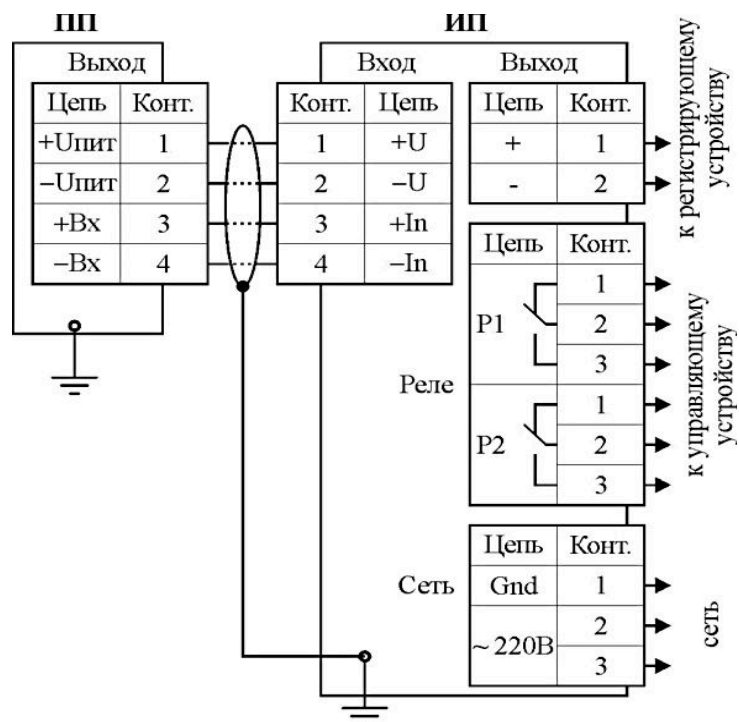 ПП
ИП
Выход
Вход
Выход
Цепь Конт.
+Uпит 1
−Uпит 2
+Вх 3
−Вх 4
Конт. Цепь
1 +U
2 −U
3 +In
4 −In
Цепь Конт.
+ 1
- 2
к регистрирующему
устройству
Реле
Цепь Конт.
P1
1
2
3
P2
1
2
3
к управляющему
устройству
Сеть
Цепь Конт.
Gnd 1
~ 220В
2
3
сеть